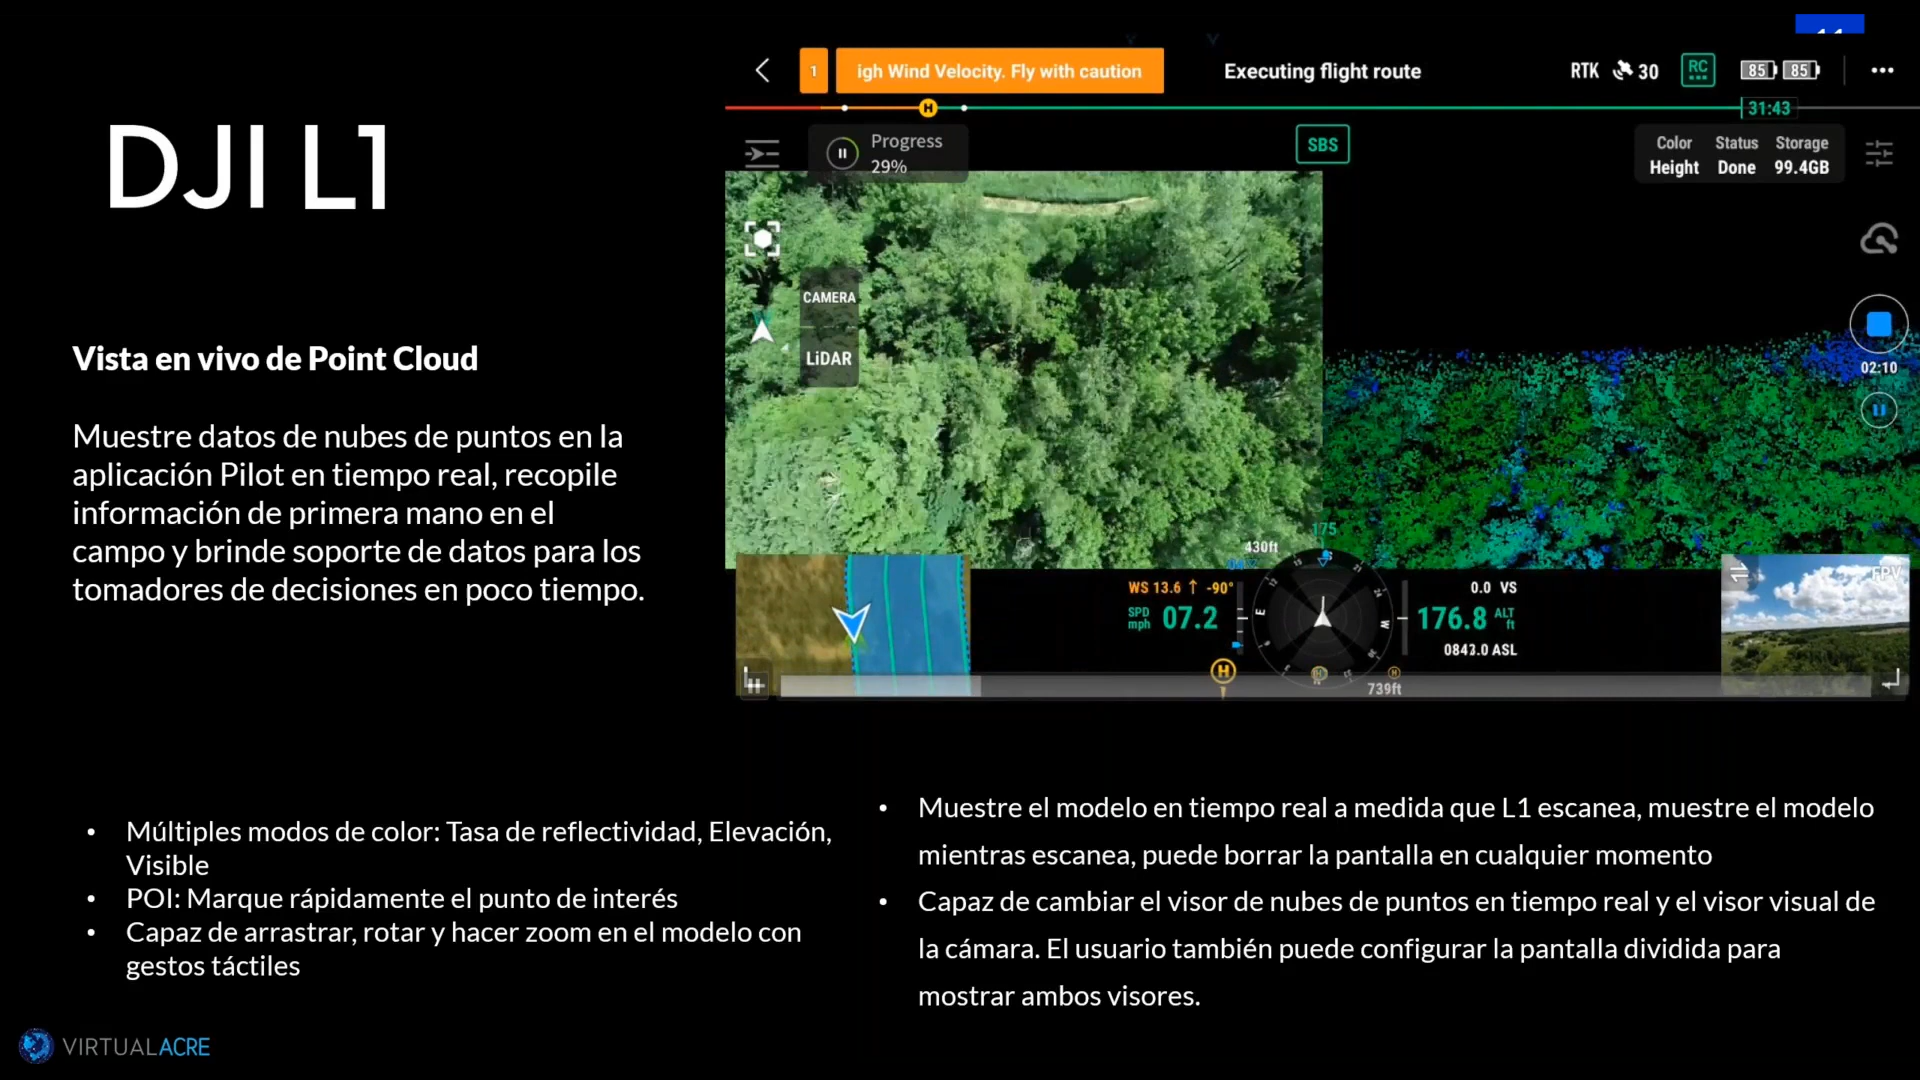 DJI L1
Vista en vivo de Point Cloud
Muestre datos de nubes de puntos en la
aplicación Pilot en tiempo real, recopile
información de primera mano en el
campo y brinde soporte de datos para los
tomadores de decisiones en poco tiempo.
1
igh Wind Velocity. Fly with caution
Executing flight route
RTK 30
RC
85 85
H
31:43
Progress
29%
SBS
Color Status Storage
Height Done 99.4GB
CAMERA
LiDAR
02:10
175
430ft
WS 13.6 ↑ -90°
SPD
mph
07.2
E
W
0.0 VS
176.8 ALT
ft
0843.0 ASL
H
739ft
FPV
• Múltiples modos de color: Tasa de reflectividad, Elevación,
Visible
• POI: Marque rápidamente el punto de interés
• Capaz de arrastrar, rotar y hacer zoom en el modelo con
gestos táctiles
• Muestre el modelo en tiempo real a medida que L1 escanea, muestre el modelo
mientras escanea, puede borrar la pantalla en cualquier momento
• Capaz de cambiar el visor de nubes de puntos en tiempo real y el visor visual de
la cámara. El usuario también puede configurar la pantalla dividida para
mostrar ambos visores.
VIRTUALACRE